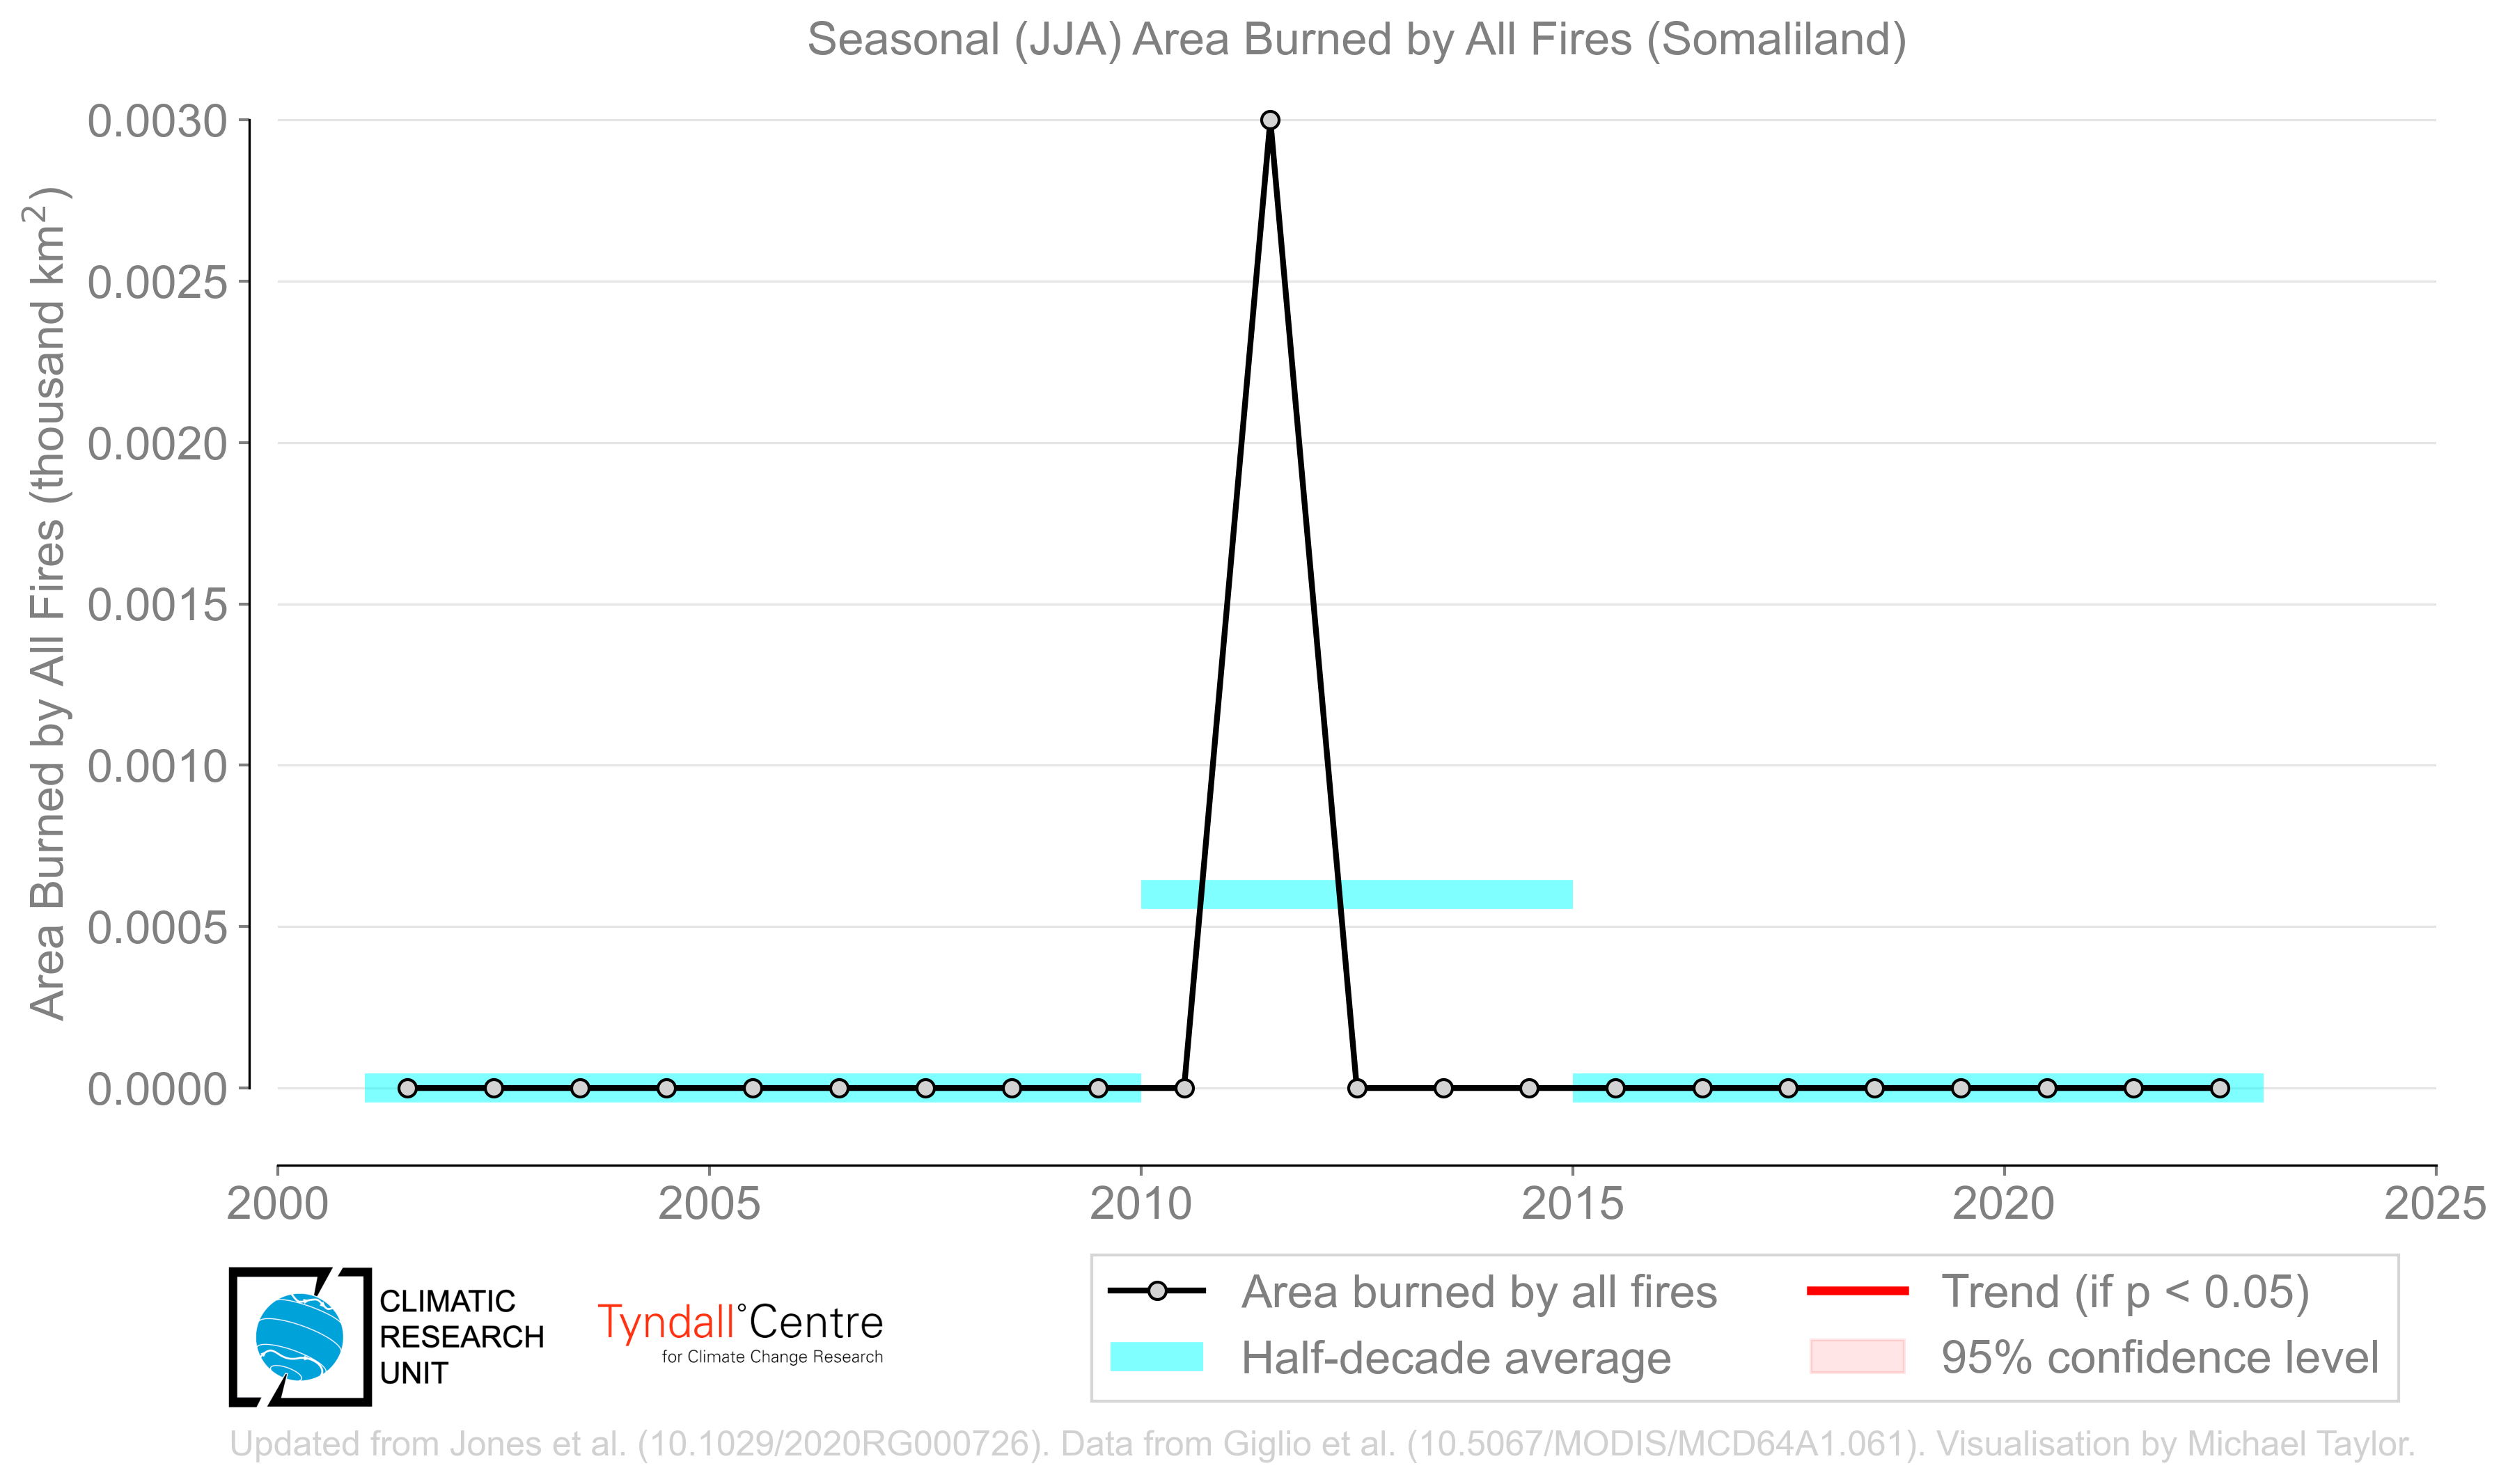 Seasonal (JJA) Area Burned by All Fires (Somaliland)
Area Burned by All Fires (thousand km²)
0.0030
0.0025
0.0020
0.0015
0.0010
0.0005
0.0000
2000 2005 2010 2015 2020 2025
CLIMATIC
RESEARCH
UNIT
Tyndall°Centre
for Climate Change Research
Area burned by all fires
Half-decade average
Trend (if p < 0.05)
95% confidence level
Updated from Jones et al. (10.1029/2020RG000726). Data from Giglio et al. (10.5067/MODIS/MCD64A1.061). Visualisation by Michael Taylor.